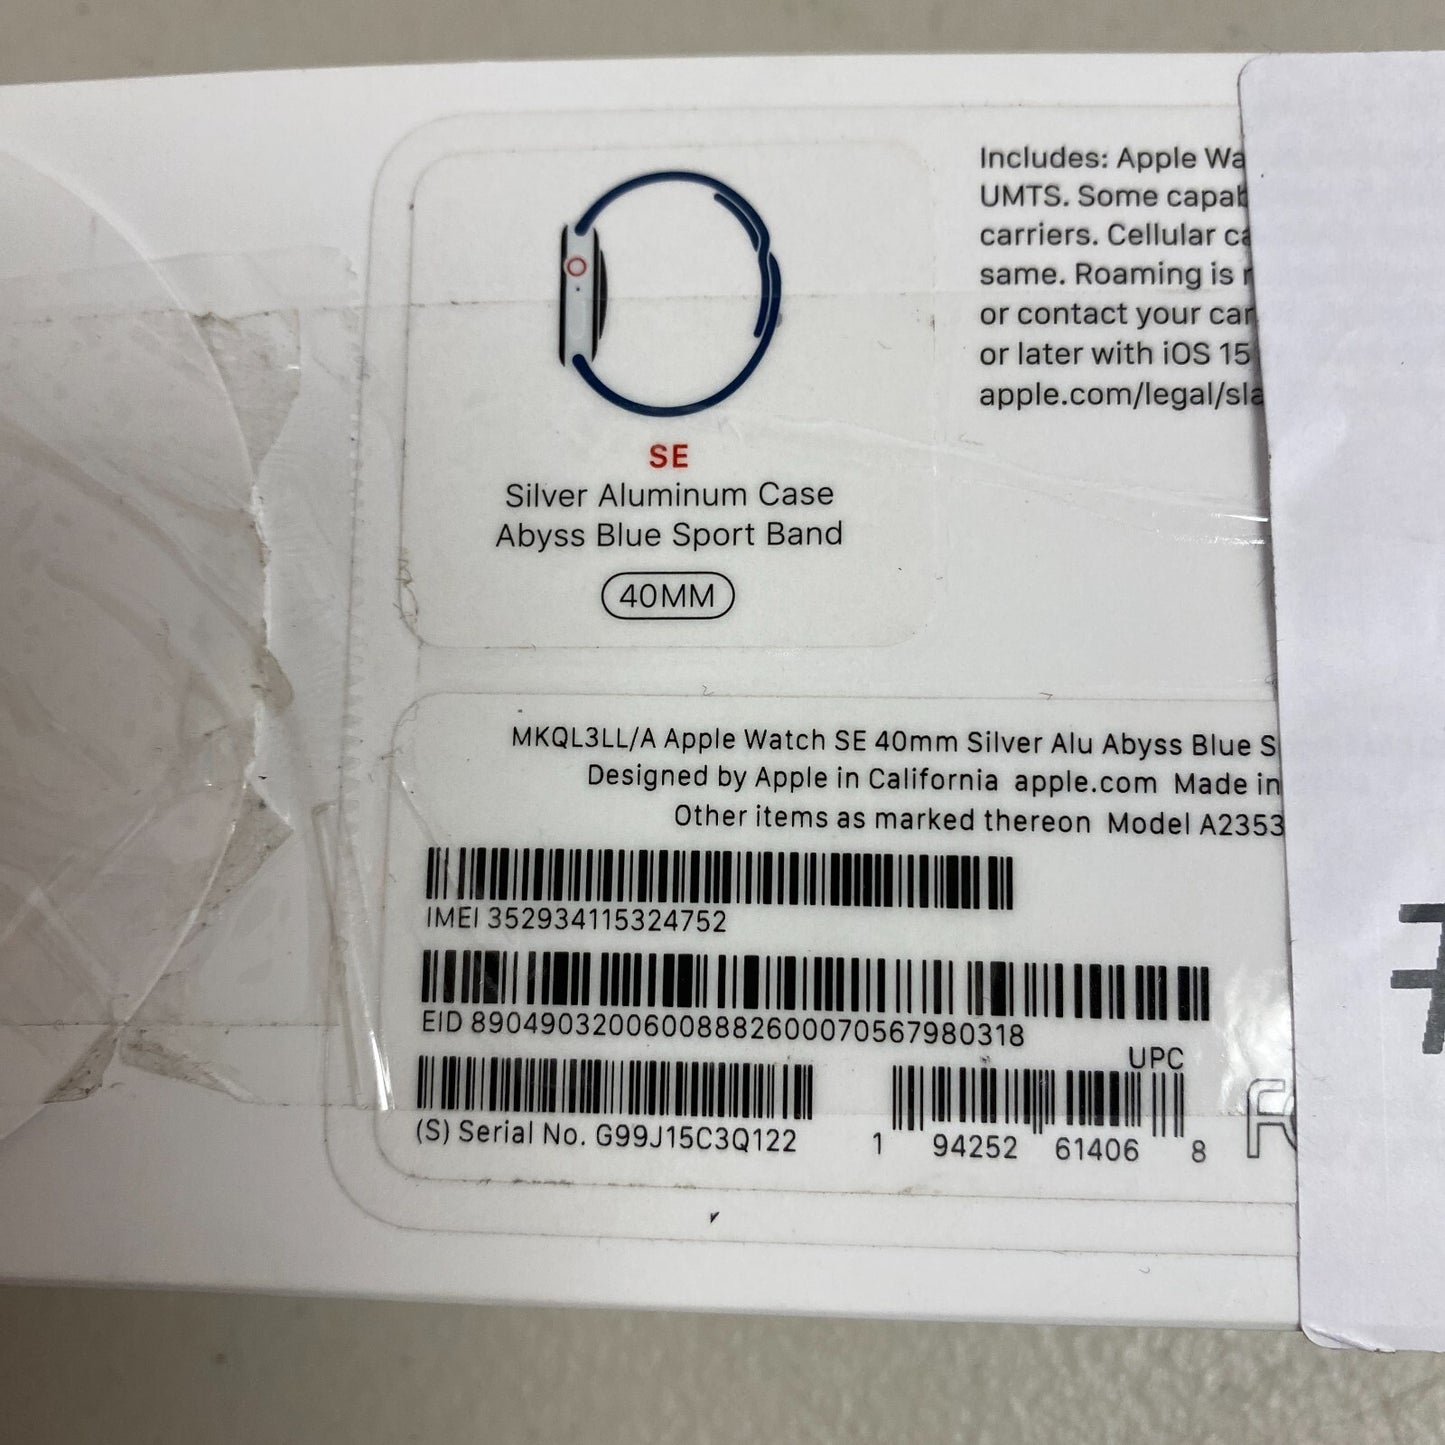 Includes: Apple Wa
UMTS. Some capab
carriers. Cellular ca
same. Roaming is
or contact your car
or later with iOS 15
apple.com/legal/sla
SE
Silver Aluminum Case
Abyss Blue Sport Band
40MM
MKQL3LL/A Apple Watch SE 40mm Silver Alu Abyss Blue S
Designed by Apple in California apple.com Made in
Other items as marked thereon Model A2353
IMEI 352934115324752
EID 89049032006008882600070567980318
UPC
(S) Serial No. G99J15C3Q122
1 94252 61406 8